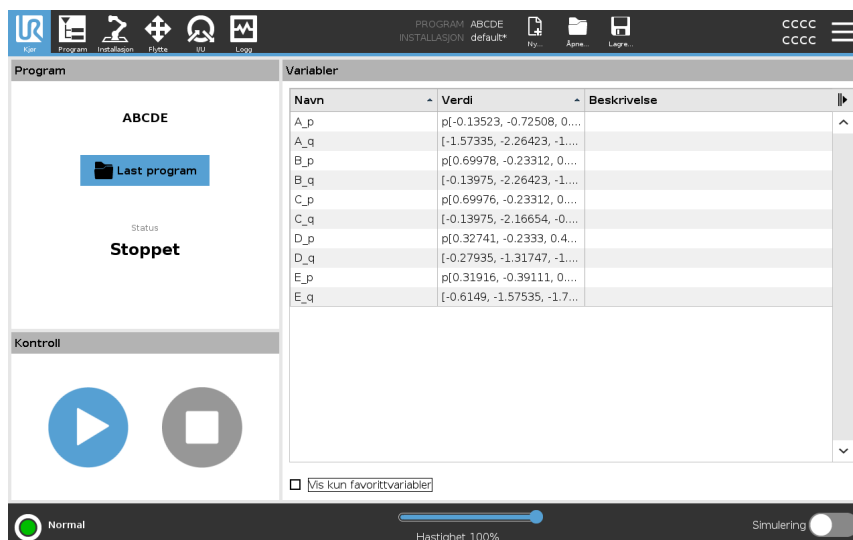 UR
PROGRAM ABCDE
INSTALLASJON default*
CCCC
CCCC
Kjør Program Installasjon Flytte I/U Logg Ny... Åpne... Lagre...
Program
ABCDE
Last program
Status
Stoppet
Kontroll
Variabler
Navn Verdi Beskrivelse
A_p p[-0.13523, -0.72508, 0....
A_q [-1.57335, -2.26423, -1....
B_p p[0.69978, -0.23312, 0....
B_q [-0.13975, -2.26423, -1....
C_p p[0.69976, -0.23312, 0....
C_q [-0.13975, -2.16654, -0....
D_p p[0.32741, -0.2333, 0.4...
D_q [-0.27935, -1.31747, -1....
E_p p[0.31916, -0.39111, 0....
E_q [-0.6149, -1.57535, -1.7...
Vis kun favorittvariabler
Normal
Hastighet 100%
Simulering